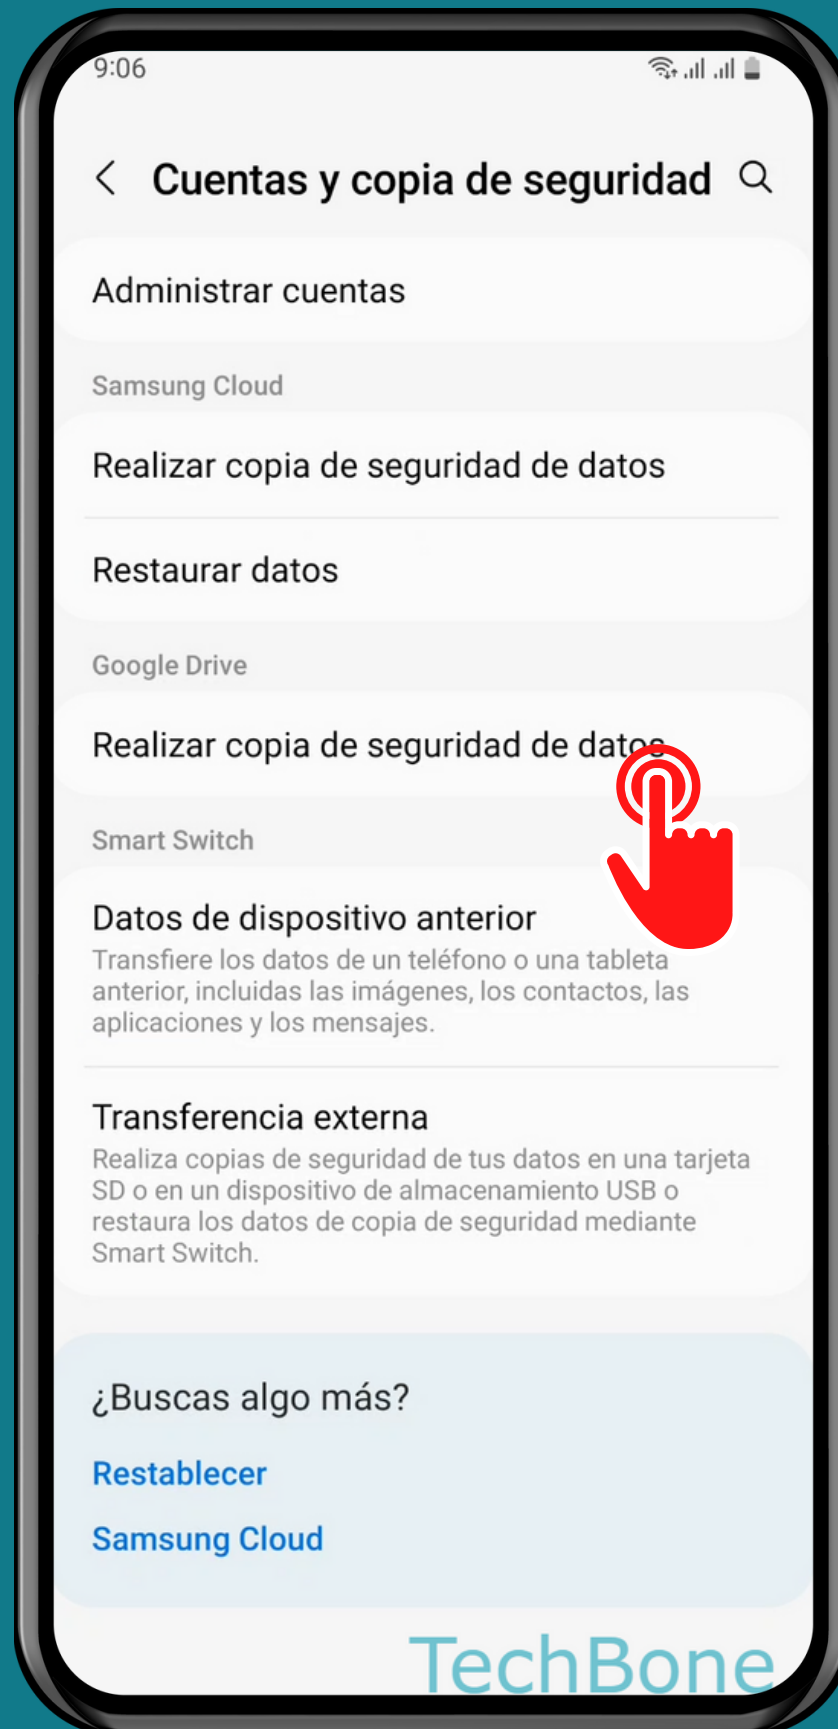 9:06
Cuentas y copia de seguridad
Administrar cuentas
Samsung Cloud
Realizar copia de seguridad de datos
Restaurar datos
Google Drive
Realizar copia de seguridad de datos
Smart Switch
Datos de dispositivo anterior
Transfiere los datos de un teléfono o una tableta
anterior, incluidas las imágenes, los contactos, las
aplicaciones y los mensajes.
Transferencia externa
Realiza copias de seguridad de tus datos en una tarjeta
SD o en un dispositivo de almacenamiento USB o
restaura los datos de copia de seguridad mediante
Smart Switch.
¿Buscas algo más?
Restablecer
Samsung Cloud
TechBone